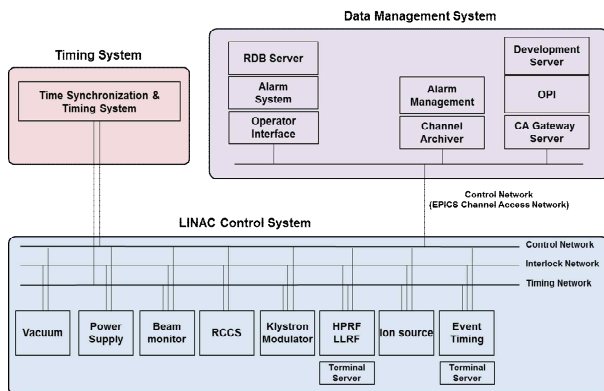 Data Management System
Timing System
Time Synchronization &
Timing System
RDB Server
Alarm
System
Operator
Interface
Alarm
Management
Channel
Archiver
Development
Server
OPI
CA Gateway
Server
Control Network
(EPICS Channel Access Network)
LINAC Control System
Control Network
Interlock Network
Timing Network
Vacuum
Power
Supply
Beam
monitor
RCCS
Klystron
Modulator
HPRF
LLRF
Ion source
Event
Timing
Terminal
Server
Terminal
Server